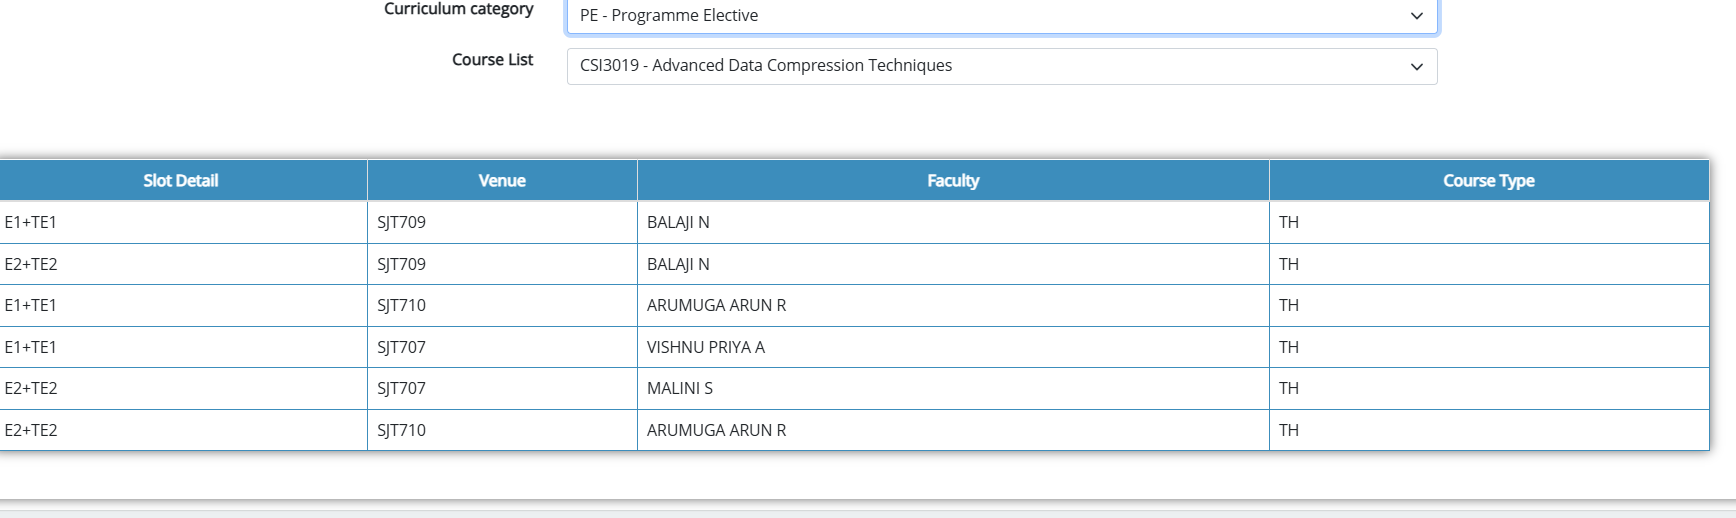 Curriculum category PE - Programme Elective
Course List CSI3019 - Advanced Data Compression Techniques
Slot Detail Venue Faculty Course Type
E1+TE1 SJT709 BALAJI N TH
E2+TE2 SJT709 BALAJI N TH
E1+TE1 SJT710 ARUMUGA ARUN R TH
E1+TE1 SJT707 VISHNU PRIYA A TH
E2+TE2 SJT707 MALINI S TH
E2+TE2 SJT710 ARUMUGA ARUN R TH